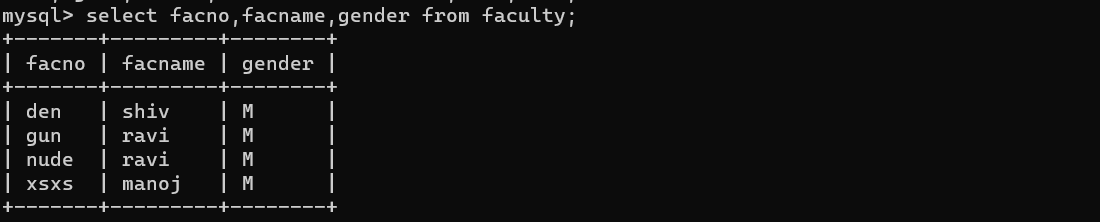 mysql> select facno,facname,gender from faculty;
+-------+---------+--------+
| facno | facname | gender |
+-------+---------+--------+
| den   | shiv    | M      |
| gun   | ravi    | M      |
| nude  | ravi    | M      |
| xsxs  | manoj   | M      |
+-------+---------+--------+